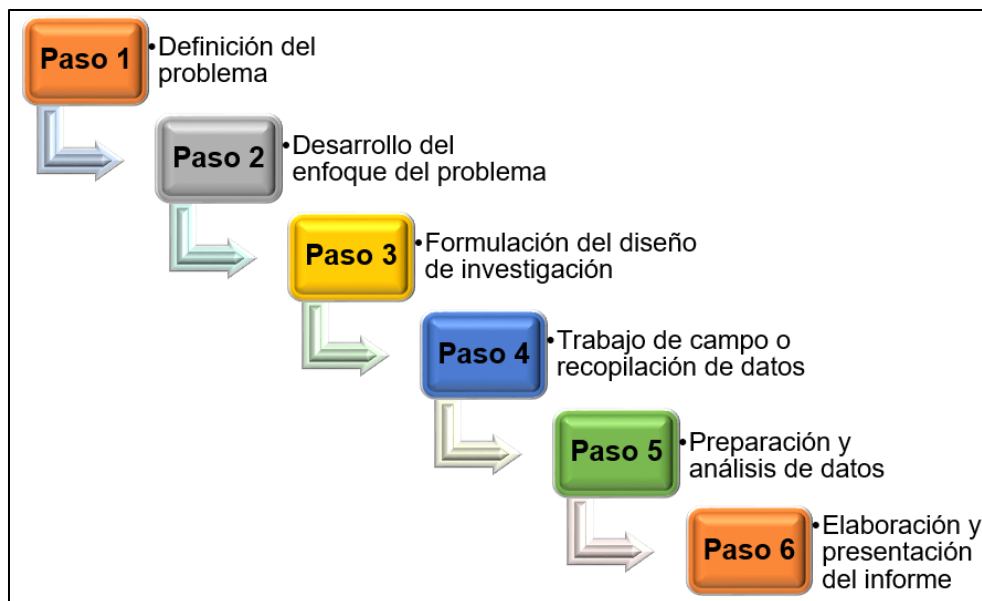 Paso 1
•Definición del
problema
Paso 2
•Desarrollo del
enfoque del problema
Paso 3
•Formulación del diseño
de investigación
Paso 4
•Trabajo de campo o
recopilación de datos
Paso 5
•Preparación y
análisis de datos
Paso 6
•Elaboración y
presentación
del informe